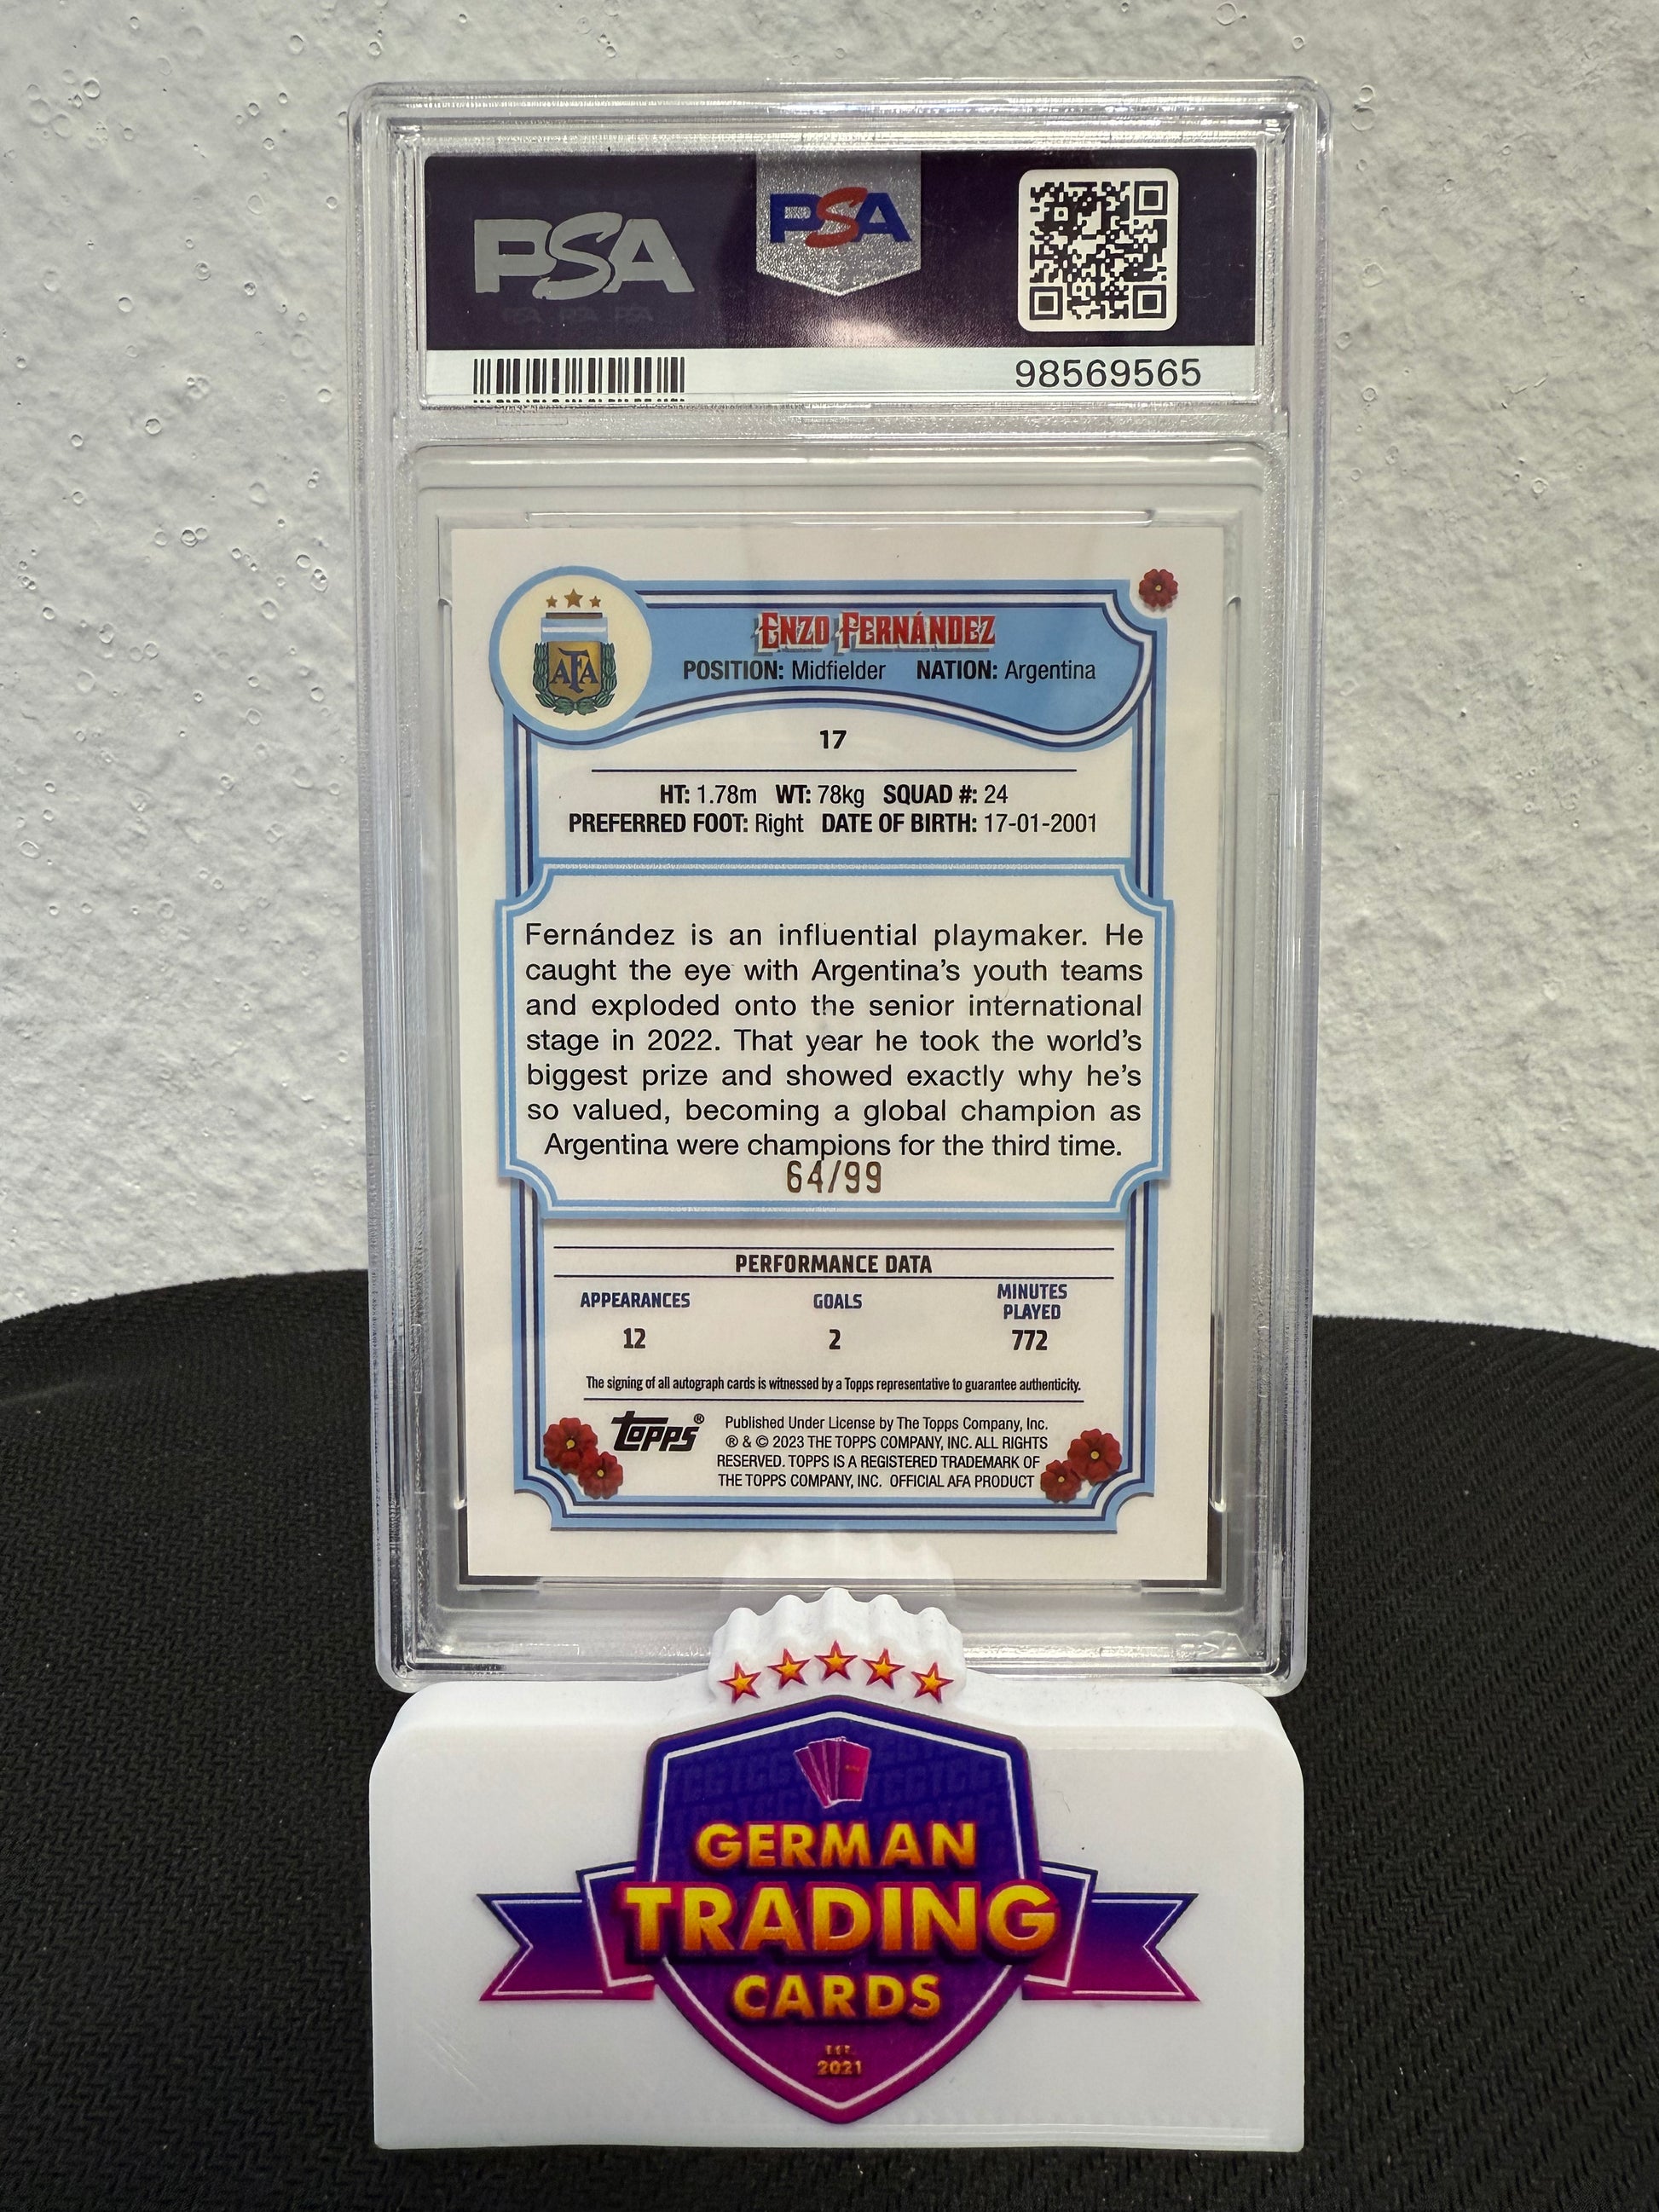 PSA
PSA
98569565
AFA
ENZO FERNÁNDEZ
POSITION: Midfielder NATION: Argentina
17
HT: 1.78m WT: 78kg SQUAD #: 24
PREFERRED FOOT: Right DATE OF BIRTH: 17-01-2001
Fernández is an influential playmaker. He
caught the eye with Argentina's youth teams
and exploded onto the senior international
stage in 2022. That year he took the world's
biggest prize and showed exactly why he's
so valued, becoming a global champion as
Argentina were champions for the third time.
64/99
PERFORMANCE DATA
APPEARANCES GOALS MINUTES
PLAYED
12 2 772
The signing of all autograph cards is witnessed by a Topps representative to guarantee authenticity.
Topps® Published Under License by The Topps Company, Inc.
® & © 2023 THE TOPPS COMPANY, INC. ALL RIGHTS
RESERVED. TOPPS IS A REGISTERED TRADEMARK OF
THE TOPPS COMPANY, INC. OFFICIAL AFA PRODUCT
GERMAN
TRADING
CARDS
EST.
2021